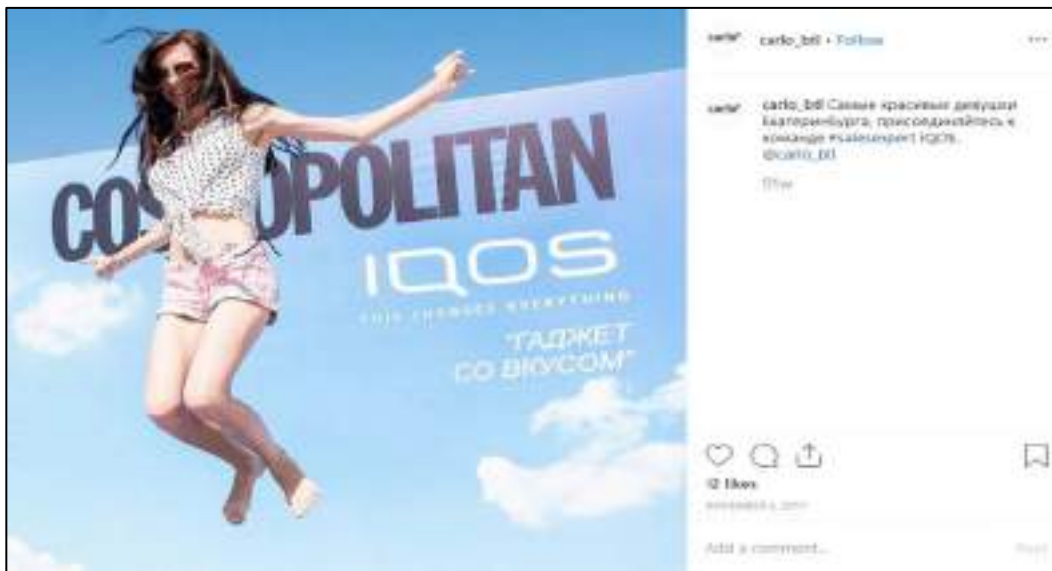 COSMOPOLITAN
IQOS
THIS CHANGES EVERYTHING
"ГАДЖЕТ
СО ВКУСОМ"
carlo_btl • Follow
carlo_btl Самые красивые девушки
Екатеринбурга, присоединяйтесь к
команде #salesexpert IQOS.
@carlo_btl
12 likes
Add a comment...
Post